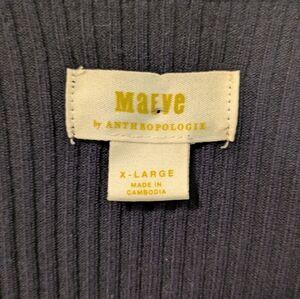 Maeve
by ANTHROPOLOGIE
X-LARGE
MADE IN
CAMBODIA